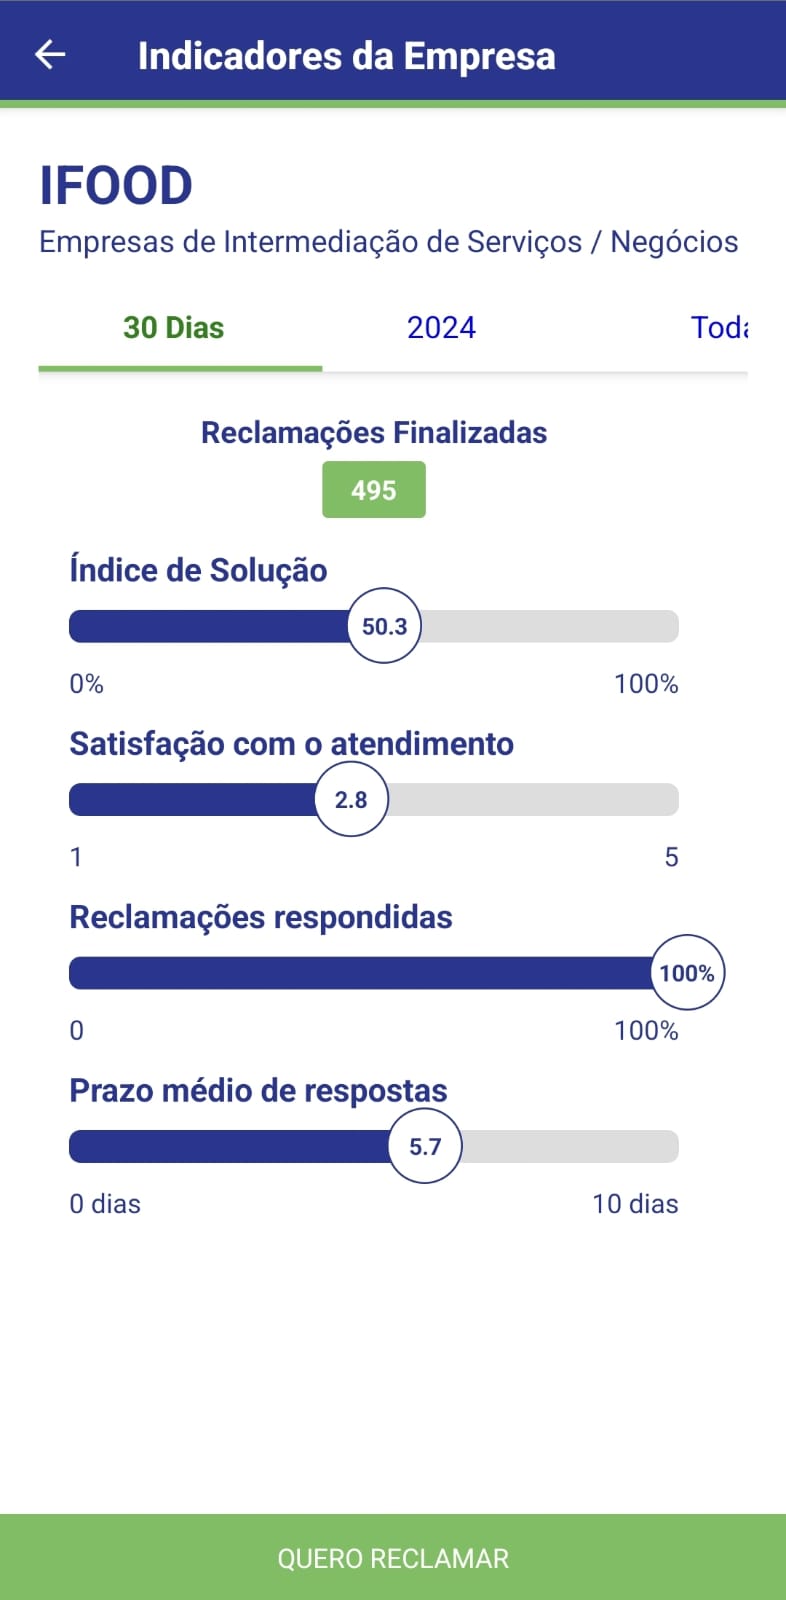 Indicadores da Empresa
IFOOD
Empresas de Intermediação de Serviços / Negócios
30 Dias 2024
Reclamações Finalizadas
495
Índice de Solução
50.3
0% 100%
Satisfação com o atendimento
2.8
1 5
Reclamações respondidas
100%
0 100%
Prazo médio de respostas
5.7
0 dias 10 dias
QUERO RECLAMAR